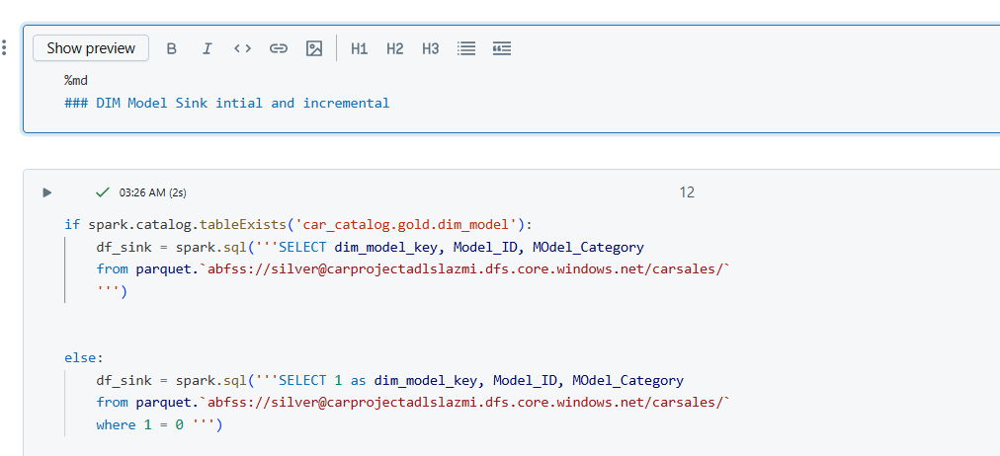 Show preview B I <> H1 H2 H3
%md
### DIM Model Sink intial and incremental
03:26 AM (2s) 12
if spark.catalog.tableExists('car_catalog.gold.dim_model'):
df_sink = spark.sql('''SELECT dim_model_key, Model_ID, MOdel_Category
from parquet.`abfss://silver@carprojectadlslazmi.dfs.core.windows.net/carsales/`
''')
else:
df_sink = spark.sql('''SELECT 1 as dim_model_key, Model_ID, MOdel_Category
from parquet.`abfss://silver@carprojectadlslazmi.dfs.core.windows.net/carsales/`
where 1 = 0 ''')